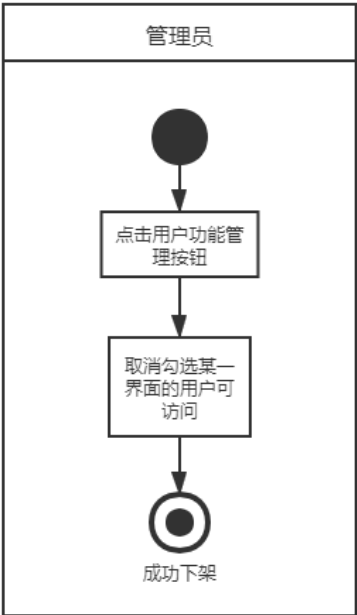 管理员
点击用户功能管
理按钮
取消勾选某一
界面的用户可
访问
成功下架